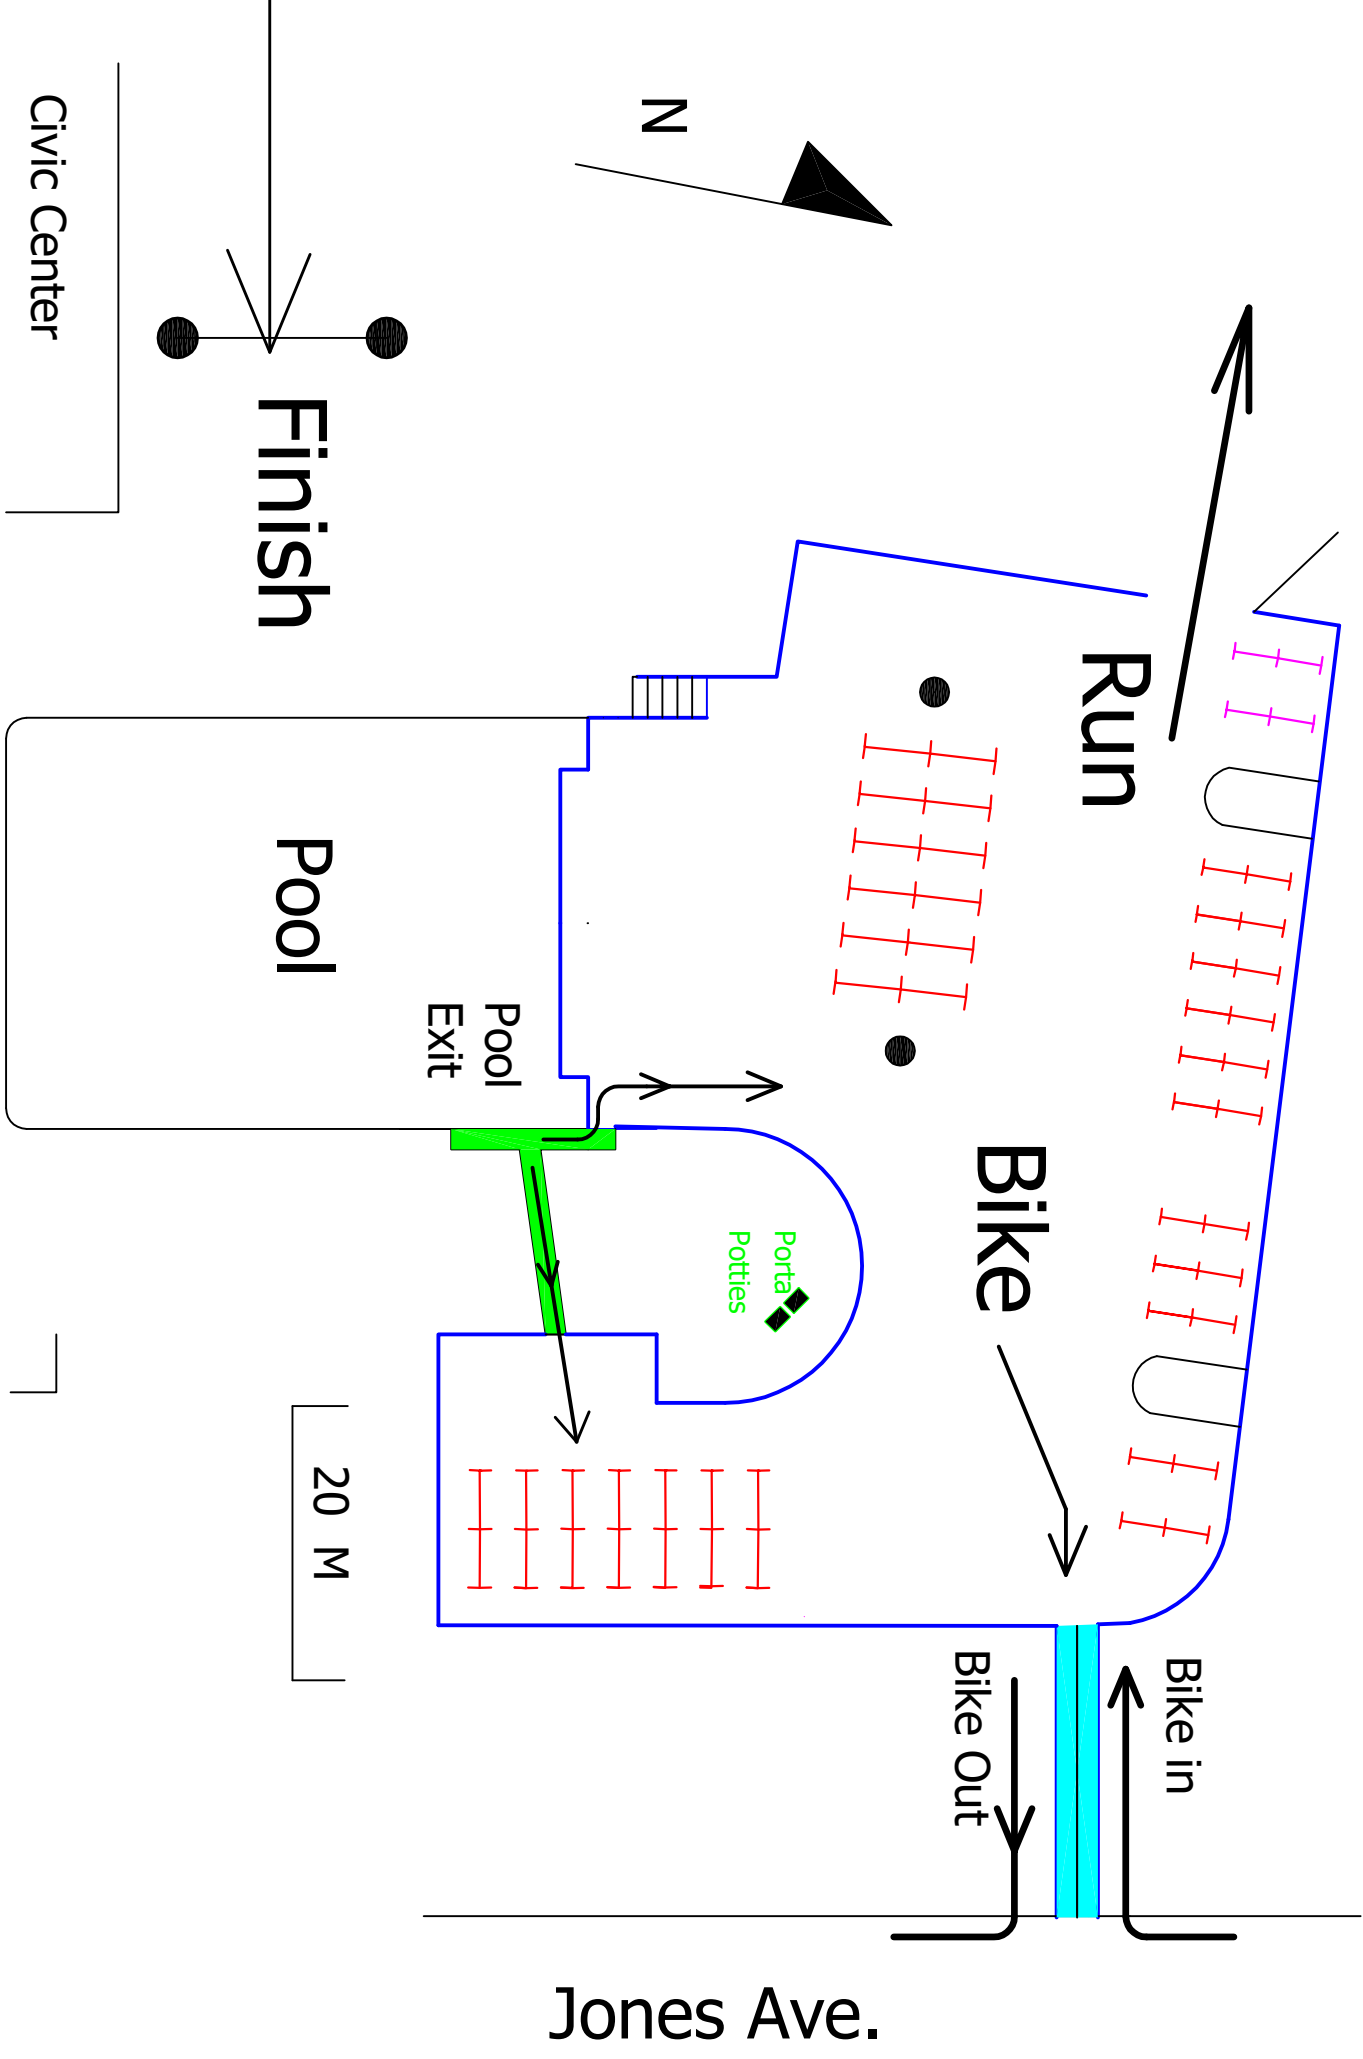 N
Civic Center
Finish
Run
Pool
Pool
Exit
Bike
Porta
Potties
20 M
Bike in
Bike Out
Jones Ave.